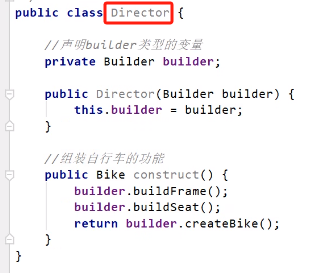 public class Director {
//声明builder类型的变量
private Builder builder;
public Director(Builder builder) {
this.builder = builder;
}
//组装自行车的功能
public Bike construct() {
builder.buildFrame();
builder.buildSeat();
return builder.createBike();
}
}